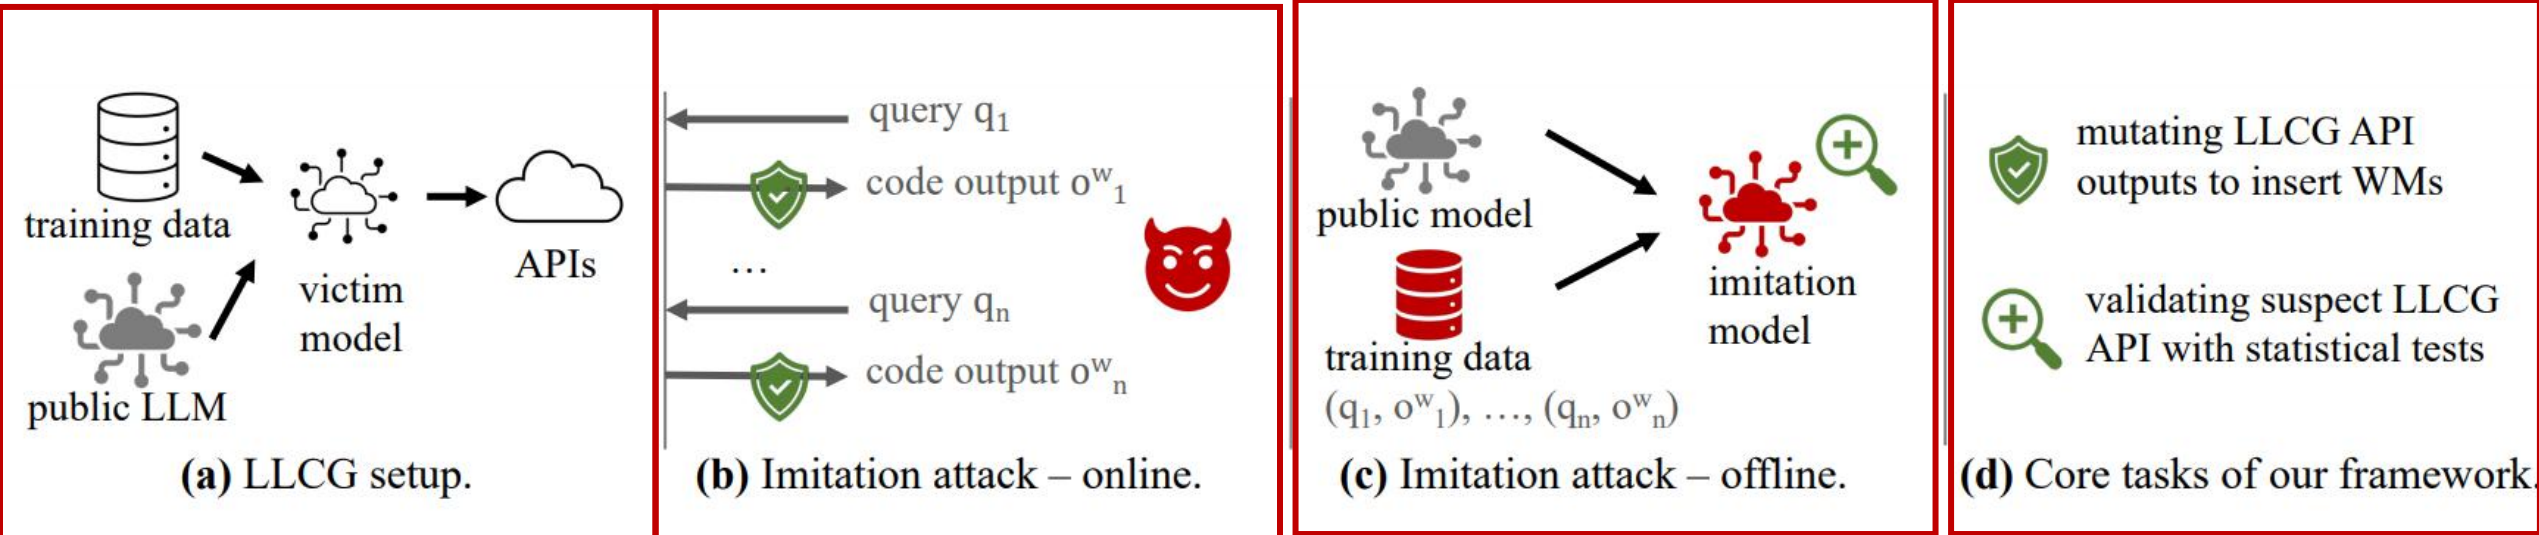 training data
public LLM
victim
model
APIs
(a) LLCG setup.
query q₁
code output oʷ₁
...
query qₙ
code output oʷₙ
(b) Imitation attack – online.
public model
training data
(q₁, oʷ₁), ..., (qₙ, oʷₙ)
imitation
model
(c) Imitation attack – offline.
mutating LLCG API
outputs to insert WMs
validating suspect LLCG
API with statistical tests
(d) Core tasks of our framework.